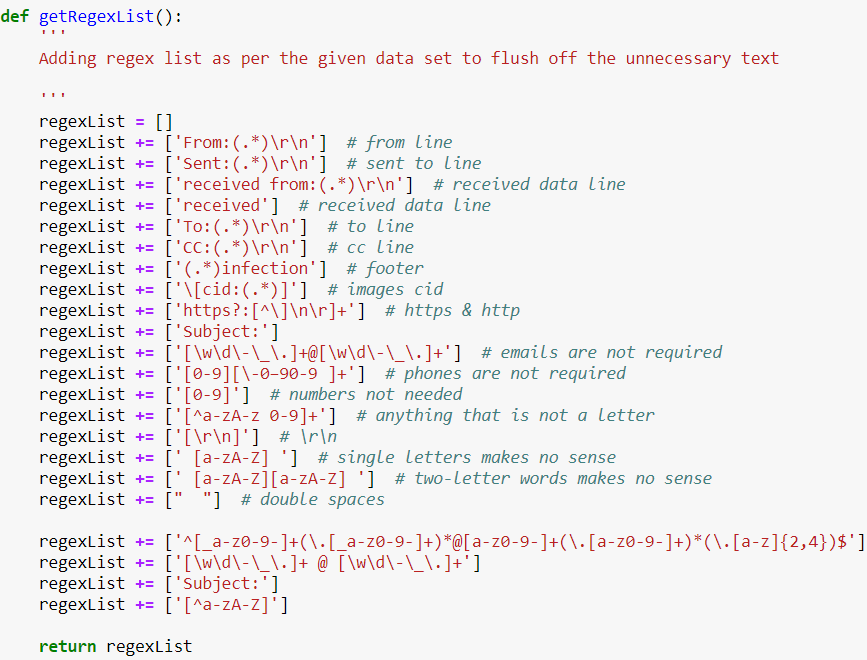 def getRegexList():
    '''
    Adding regex list as per the given data set to flush off the unnecessary text

    '''
    regexList = []
    regexList += ['From:(.*)\r\n']  # from line
    regexList += ['Sent:(.*)\r\n']  # sent to line
    regexList += ['received from:(.*)\r\n']  # received data line
    regexList += ['received']  # received data line
    regexList += ['To:(.*)\r\n']  # to line
    regexList += ['CC:(.*)\r\n']  # cc line
    regexList += ['(.*)infection']  # footer
    regexList += ['\[cid:(.*)]']  # images cid
    regexList += ['https?:[^\]\n\r]+']  # https & http
    regexList += ['Subject:']
    regexList += ['[\w\d\-\_\.]+@[\w\d\-\_\.]+']  # emails are not required
    regexList += ['[0-9][\-0–90-9 ]+']  # phones are not required
    regexList += ['[0-9]']  # numbers not needed
    regexList += ['[^a-zA-z 0-9]+']  # anything that is not a letter
    regexList += ['[\r\n]']  # \r\n
    regexList += [' [a-zA-Z] ']  # single letters makes no sense
    regexList += [' [a-zA-Z][a-zA-Z] ']  # two-letter words makes no sense
    regexList += ["  "]  # double spaces

    regexList += ['^[_a-z0-9-]+(\.[_a-z0-9-]+)*@[a-z0-9-]+(\.[a-z0-9-]+)*(\.[a-z]{2,4})$']
    regexList += ['[\w\d\-\_\.]+ @ [\w\d\-\_\.]+']
    regexList += ['Subject:']
    regexList += ['[^a-zA-Z]']

    return regexList